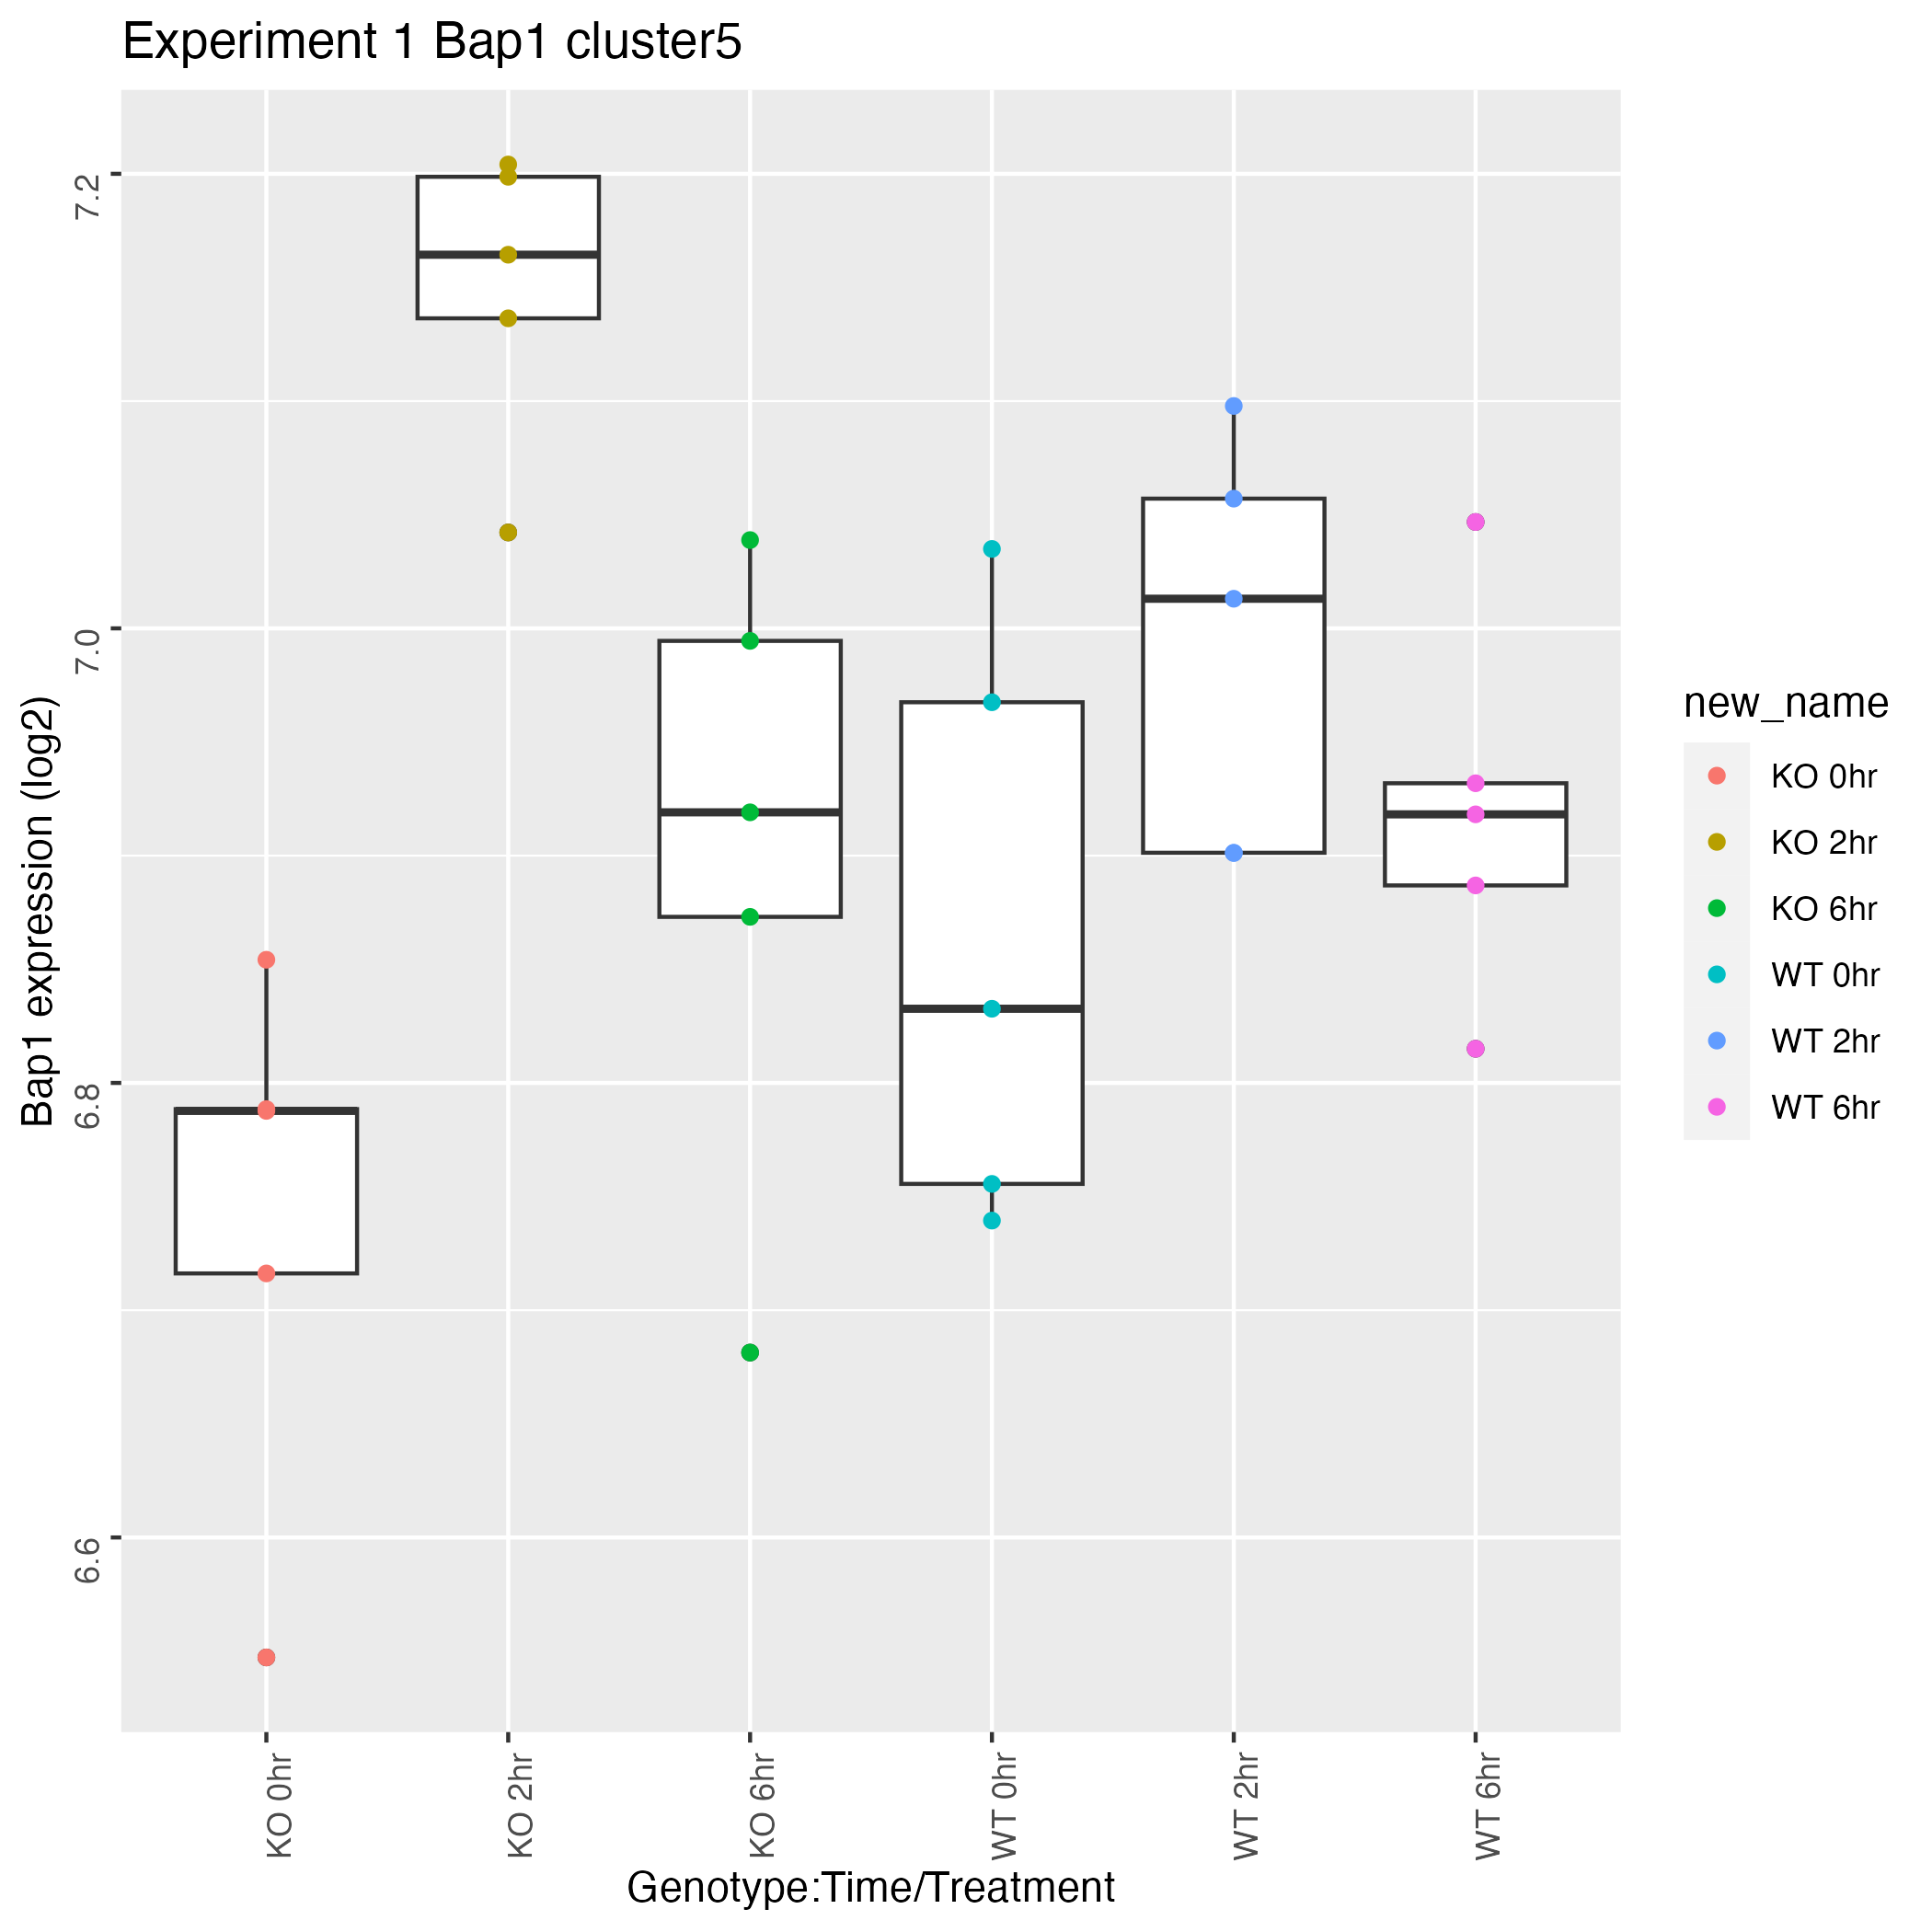 Experiment 1 Bap1 cluster5
Bap1 expression (log2)
7.2
7.0
6.8
6.6
KO 0hr
KO 2hr
KO 6hr
WT 0hr
WT 2hr
WT 6hr
Genotype:Time/Treatment
new_name
KO 0hr
KO 2hr
KO 6hr
WT 0hr
WT 2hr
WT 6hr